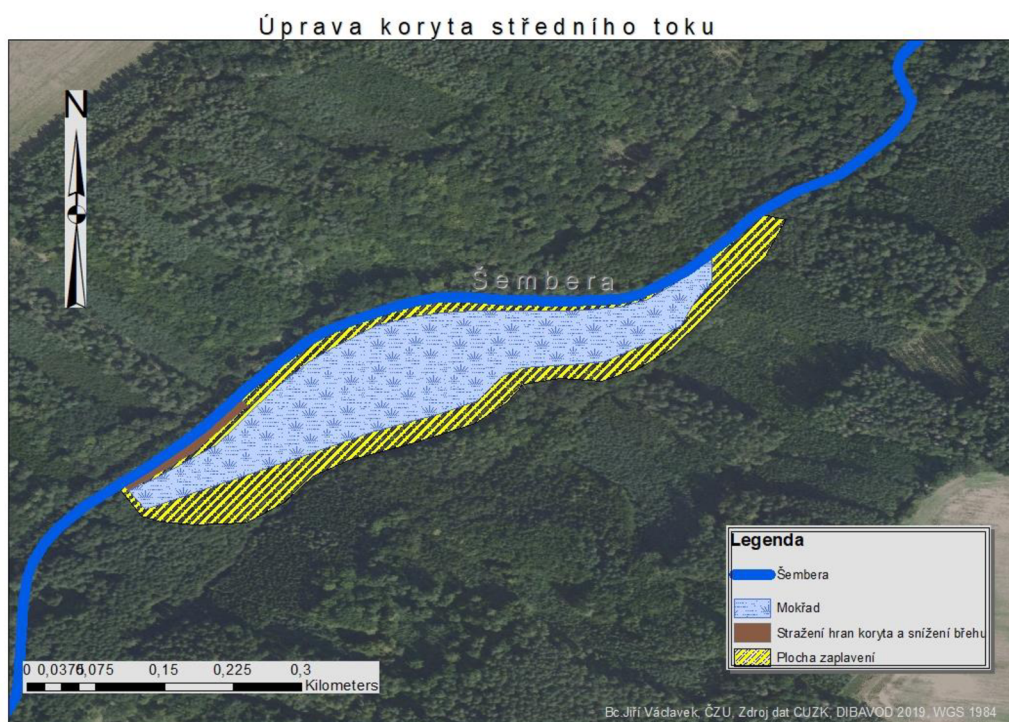 Úprava koryta středního toku
N
Šembera
Legenda
Šembera
Mokřad
Stražení hran koryta a snížení břehu
Plocha zaplavení
0 0,0375 0,075 0,15 0,225 0,3
Kilometers
Bc.Jiří Václavek, ČZU, Zdroj dat CUZK, DIBAVOD 2019, WGS 1984